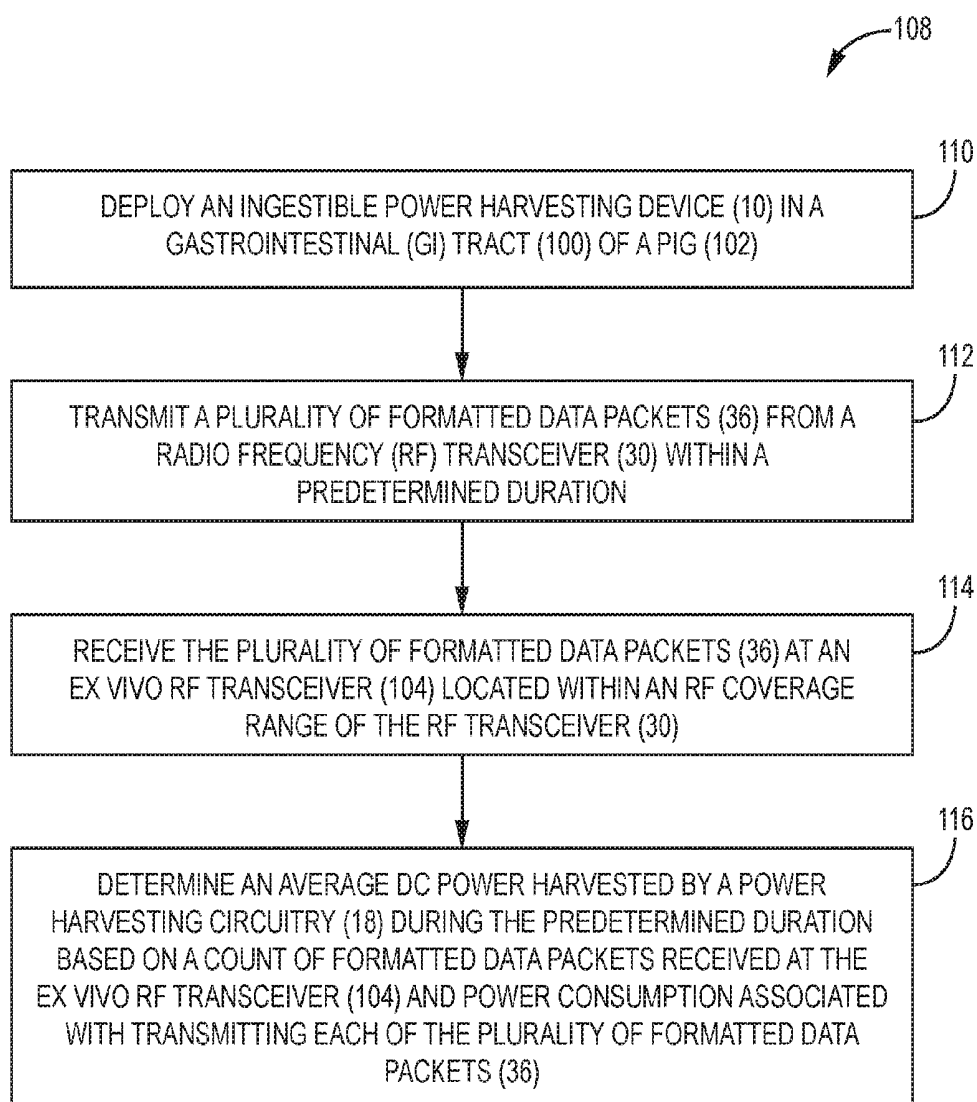 108
110
DEPLOY AN INGESTIBLE POWER HARVESTING DEVICE (10) IN A
GASTROINTESTINAL (GI) TRACT (100) OF A PIG (102)
112
TRANSMIT A PLURALITY OF FORMATTED DATA PACKETS (36) FROM A
RADIO FREQUENCY (RF) TRANSCEIVER (30) WITHIN A
PREDETERMINED DURATION
114
RECEIVE THE PLURALITY OF FORMATTED DATA PACKETS (36) AT AN
EX VIVO RF TRANSCEIVER (104) LOCATED WITHIN AN RF COVERAGE
RANGE OF THE RF TRANSCEIVER (30)
116
DETERMINE AN AVERAGE DC POWER HARVESTED BY A POWER
HARVESTING CIRCUITRY (18) DURING THE PREDETERMINED DURATION
BASED ON A COUNT OF FORMATTED DATA PACKETS RECEIVED AT THE
EX VIVO RF TRANSCEIVER (104) AND POWER CONSUMPTION ASSOCIATED
WITH TRANSMITTING EACH OF THE PLURALITY OF FORMATTED DATA
PACKETS (36)